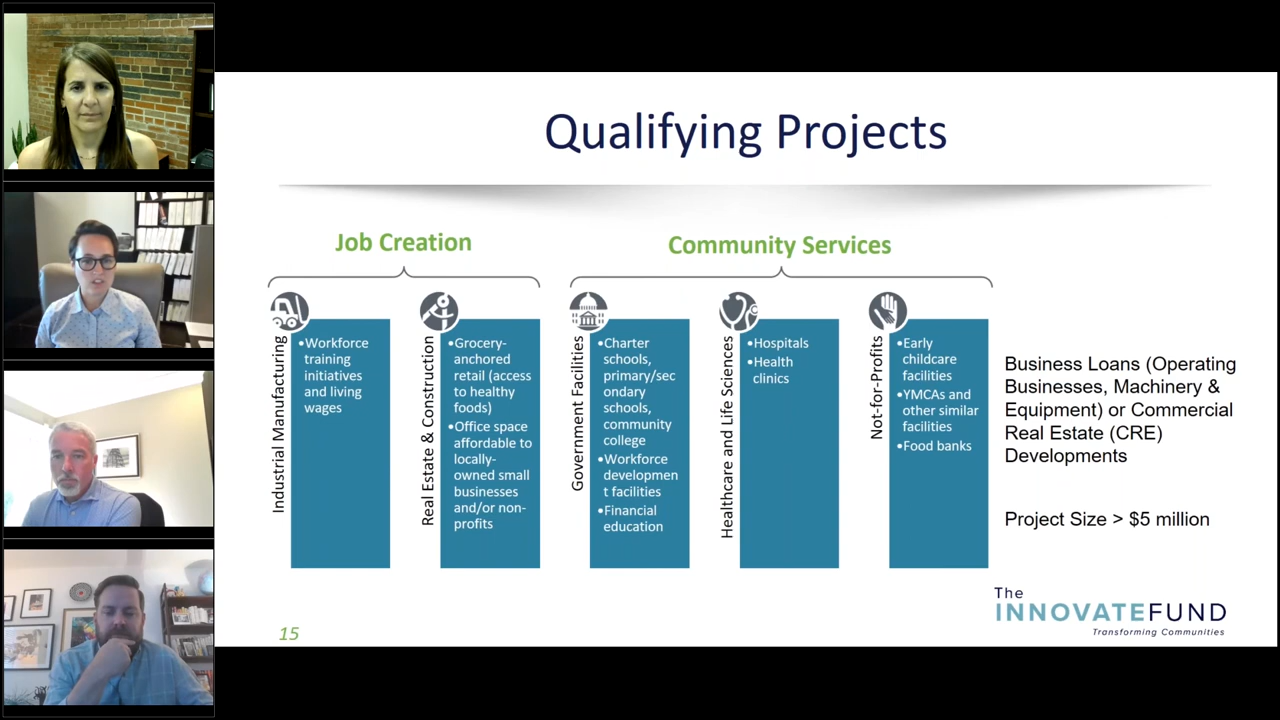 Qualifying Projects
Job Creation
Community Services
Industrial Manufacturing
•Workforce
training
initiatives
and living
wages
Real Estate & Construction
•Grocery-
anchored
retail (access
to healthy
foods)
•Office space
affordable to
locally-
owned small
businesses
and/or non-
profits
Government Facilities
•Charter
schools,
primary/sec
ondary
schools,
community
college
•Workforce
developmen
t facilities
•Financial
education
Healthcare and Life Sciences
•Hospitals
•Health
clinics
Not-for-Profits
•Early
childcare
facilities
•YMCAs and
other similar
facilities
•Food banks
Business Loans (Operating
Businesses, Machinery &
Equipment) or Commercial
Real Estate (CRE)
Developments
Project Size > $5 million
The
INNOVATEFUND
Transforming Communities
15